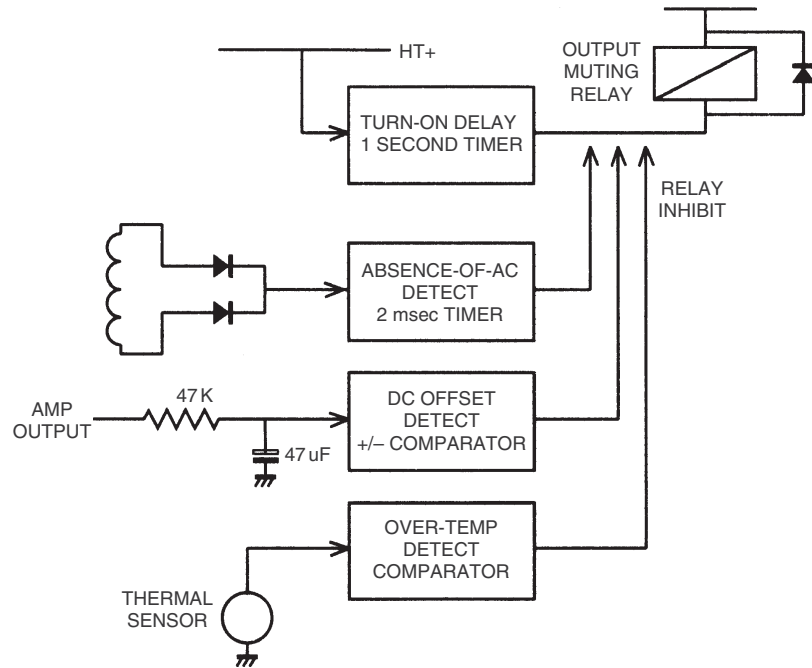 HT+
OUTPUT
MUTING
RELAY
TURN-ON DELAY
1 SECOND TIMER
RELAY
INHIBIT
ABSENCE-OF-AC
DETECT
2 msec TIMER
47 K
AMP
OUTPUT
DC OFFSET
DETECT
+/– COMPARATOR
47 uF
OVER-TEMP
DETECT
COMPARATOR
THERMAL
SENSOR